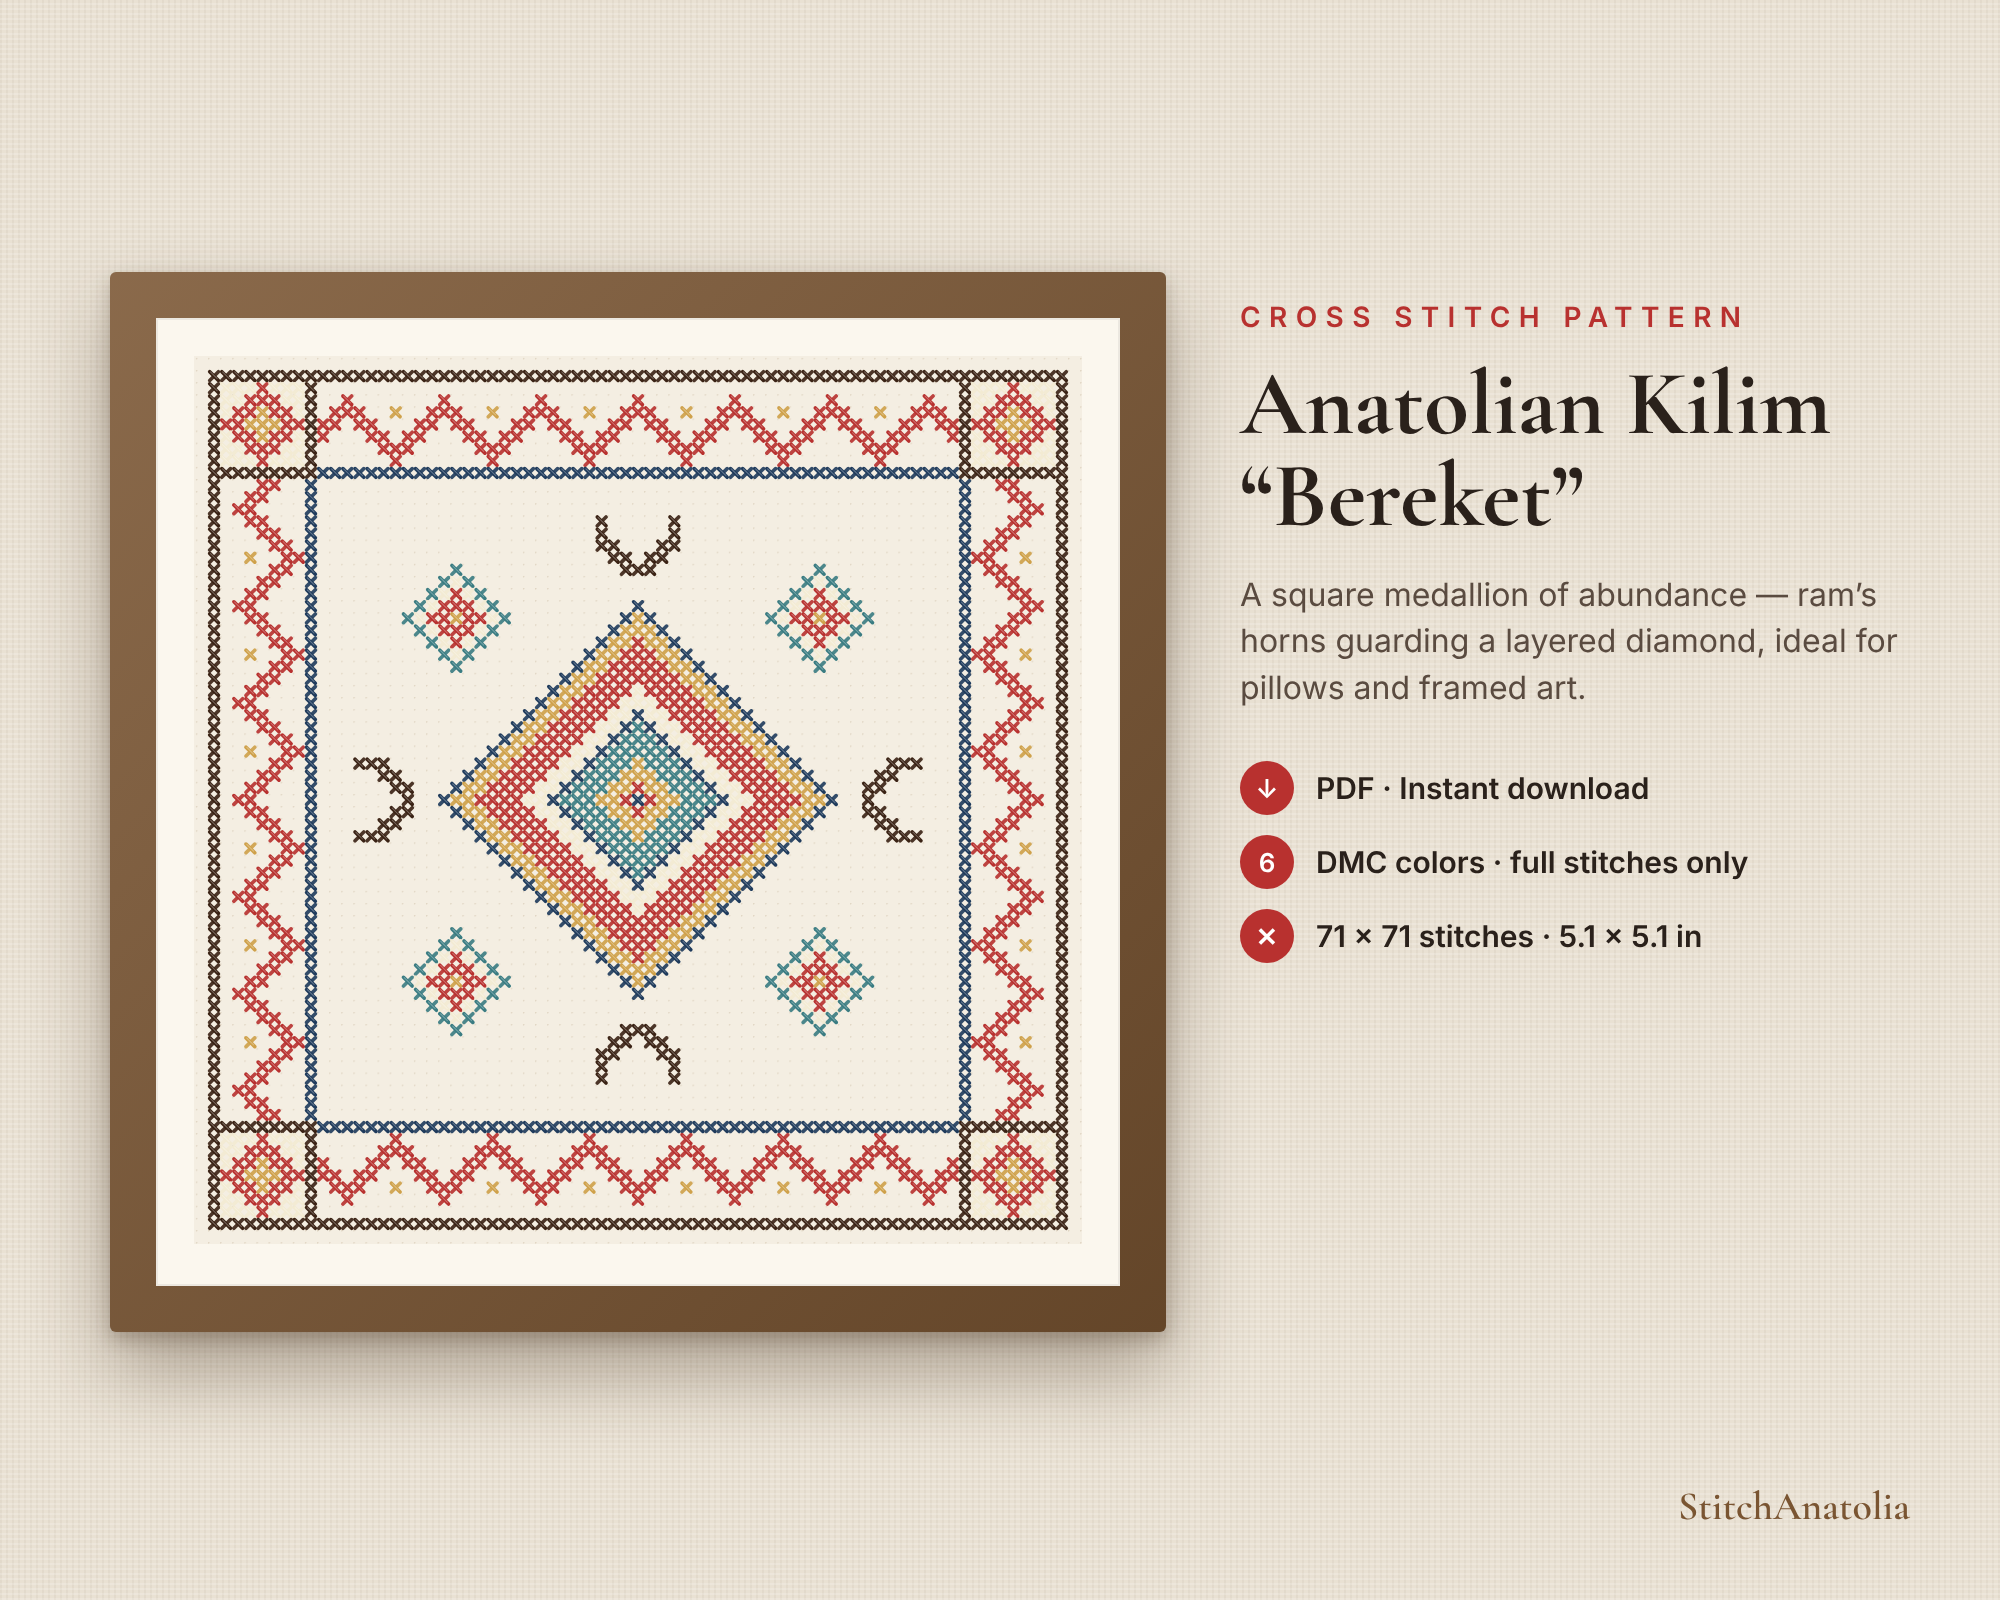 CROSS STITCH PATTERN
Anatolian Kilim
“Bereket”
A square medallion of abundance — ram’s
horns guarding a layered diamond, ideal for
pillows and framed art.
PDF · Instant download
6 DMC colors · full stitches only
71 × 71 stitches · 5.1 × 5.1 in
StitchAnatolia